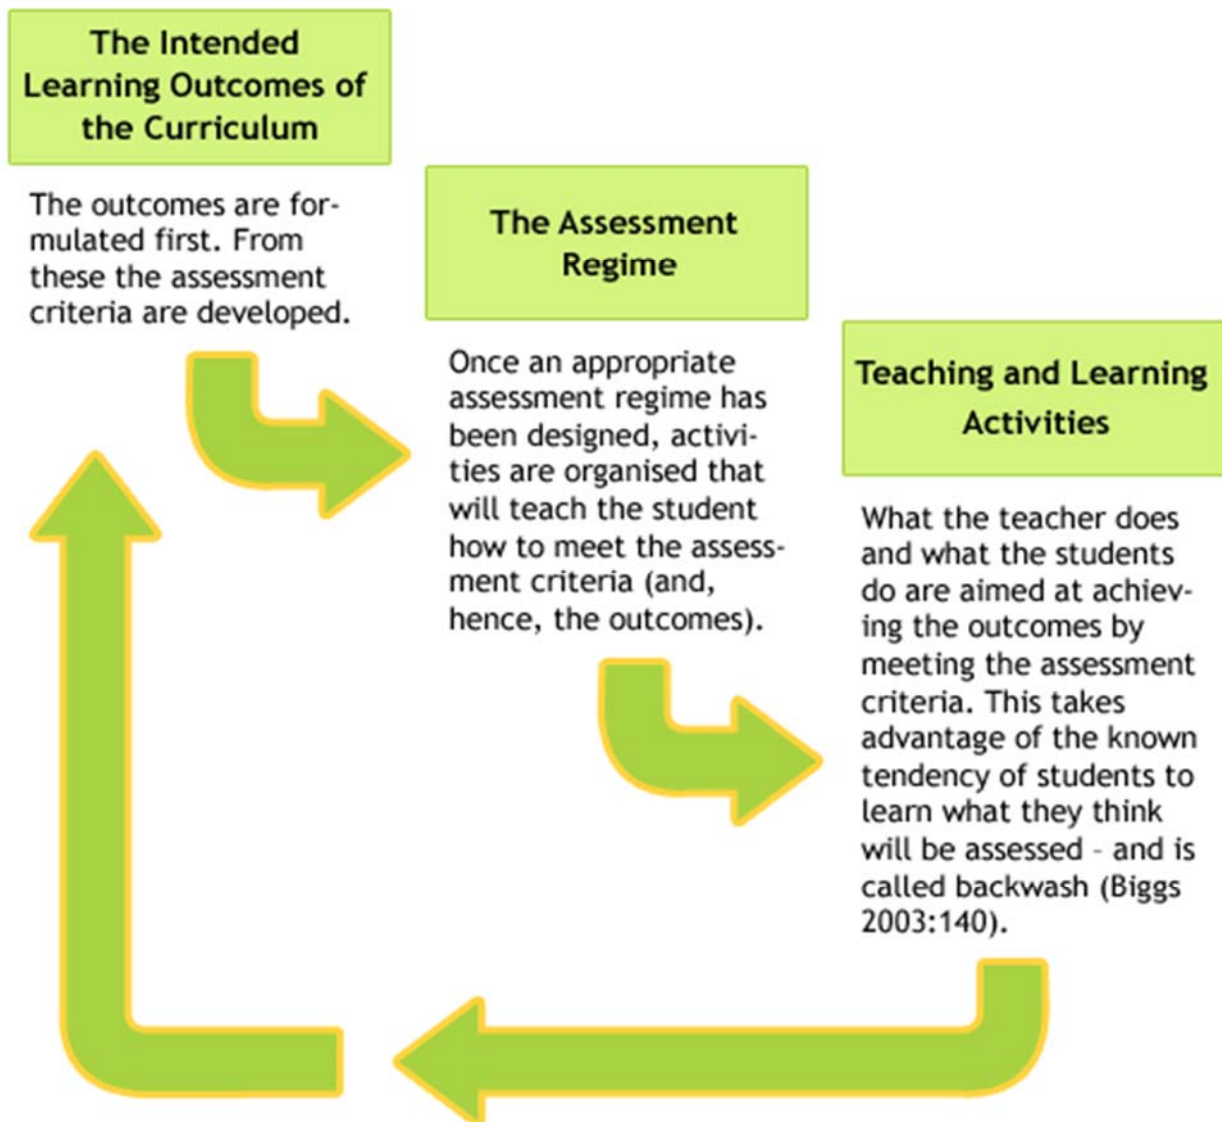 The Intended
Learning Outcomes of
the Curriculum
The outcomes are for-
mulated first. From
these the assessment
criteria are developed.
The Assessment
Regime
Once an appropriate
assessment regime has
been designed, activi-
ties are organised that
will teach the student
how to meet the assess-
ment criteria (and,
hence, the outcomes).
Teaching and Learning
Activities
What the teacher does
and what the students
do are aimed at achiev-
ing the outcomes by
meeting the assessment
criteria. This takes
advantage of the known
tendency of students to
learn what they think
will be assessed - and is
called backwash (Biggs
2003:140).